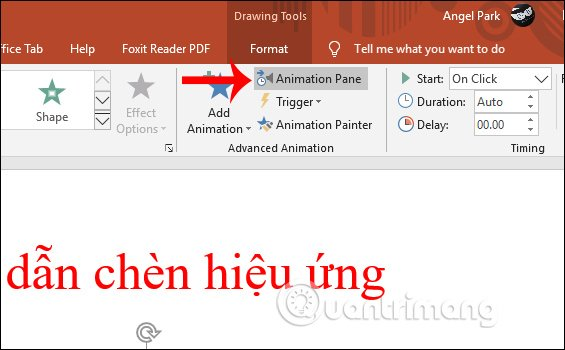 Drawing Tools
Angel Park
ffice Tab
Foxit Reader PDF
Format
Tell me what you want to do
Shape
Effect
Options
Add
Animation
Animation Pane
Trigger
Animation Painter
Advanced Animation
Start: On Click
Duration: Auto
Delay: 00.00
Timing
dẫn chèn hiệu ứng
Quantrimang